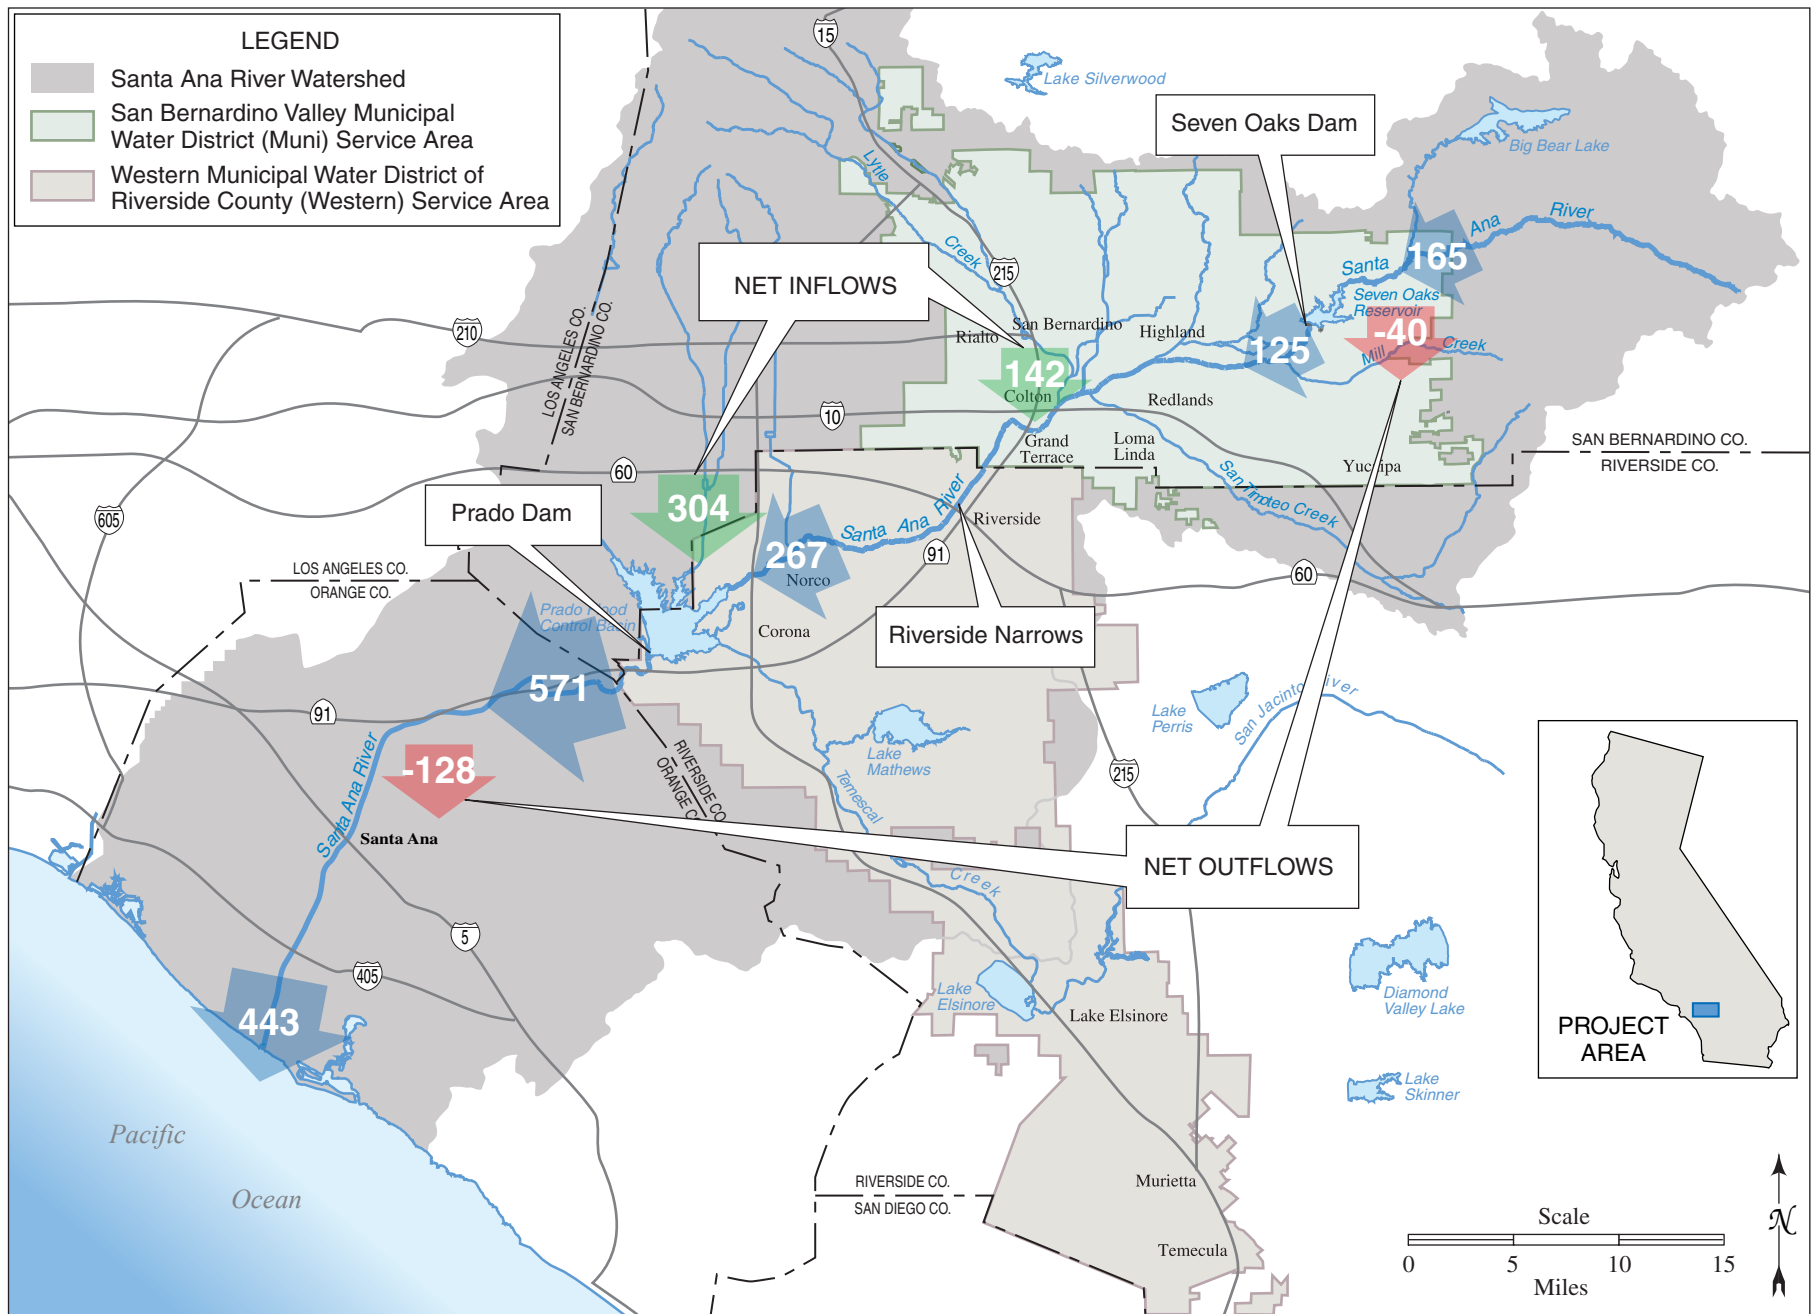 LEGEND
Santa Ana River Watershed
San Bernardino Valley Municipal
Water District (Muni) Service Area
Western Municipal Water District of
Riverside County (Western) Service Area
15
Lake Silverwood
Seven Oaks Dam
Big Bear Lake
Lytle
Creek
Santa Ana River
165
NET INFLOWS
215
Seven Oaks
Reservoir
-40
Mill Creek
210
LOS ANGELES CO.
SAN BERNARDINO CO.
Rialto
San Bernardino
Highland
125
142
Colton
Redlands
10
Grand
Terrace
Loma
Linda
Yucaipa
SAN BERNARDINO CO.
RIVERSIDE CO.
60
San Timoteo Creek
Prado Dam
304
605
Santa Ana River
Riverside
267
91
Norco
60
LOS ANGELES CO.
ORANGE CO.
Prado Flood
Control Basin
Corona
Riverside Narrows
571
91
Lake
Perris
San Jacinto River
Lake
Mathews
RIVERSIDE CO.
ORANGE CO.
-128
215
Temescal
Creek
Santa Ana River
Santa Ana
NET OUTFLOWS
5
405
443
Lake
Elsinore
Lake Elsinore
Diamond
Valley Lake
PROJECT
AREA
Lake
Skinner
Pacific
Ocean
RIVERSIDE CO.
SAN DIEGO CO.
Murietta
Temecula
Scale
0 5 10 15
Miles
N